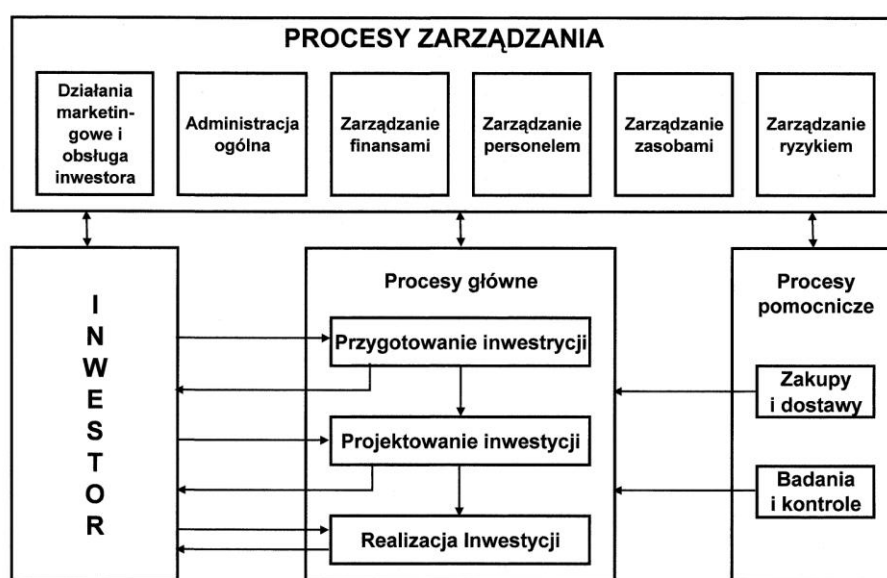 PROCESY ZARZĄDZANIA
Działania
marketin-
gowe i
obsługa
inwestora
Administracja
ogólna
Zarządzanie
finansami
Zarządzanie
personelem
Zarządzanie
zasobami
Zarządzanie
ryzykiem
INWESTOR
Procesy główne
Przygotowanie inwestrycji
Projektowanie inwestycji
Realizacja Inwestycji
Procesy
pomocnicze
Zakupy
i dostawy
Badania
i kontrole